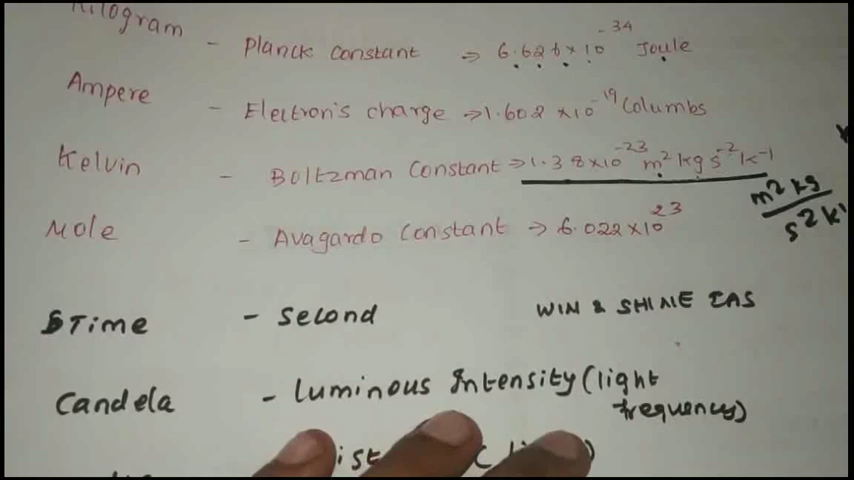 Kilogram - Planck constant ⇒ 6.626×10⁻³⁴ Joule
Ampere - Electron's charge ⇒ 1.602 ×10⁻¹⁹ Columbs
Kelvin - Boltzman Constant ⇒ 1.38×10⁻²³ m² kg s⁻² k⁻¹
m² kg
s² k¹
Mole - Avagardo Constant ⇒ 6.022×10²³
Time - Second
WIN & SHINE IAS
Candela - Luminous Intensity (light
frequency)